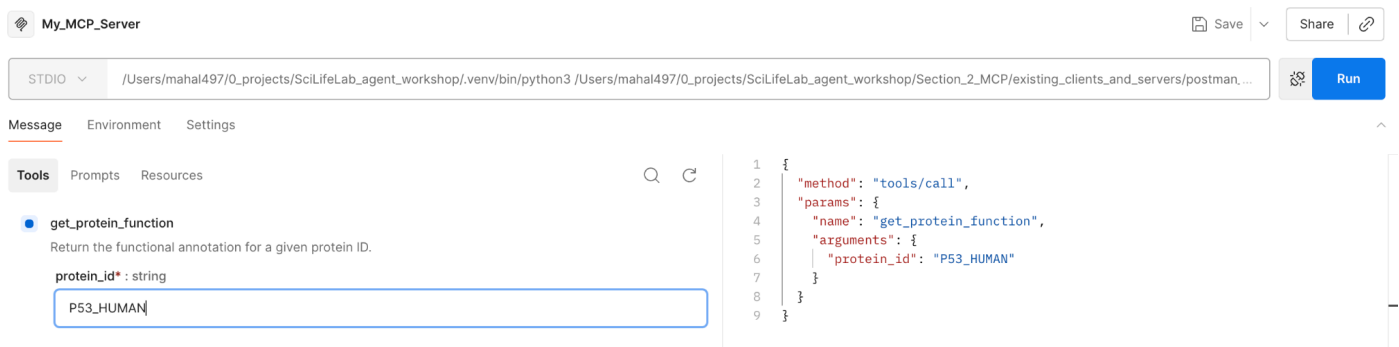 My_MCP_Server
Save
Share
STDIO
/Users/mahal497/0_projects/SciLifeLab_agent_workshop/.venv/bin/python3 /Users/mahal497/0_projects/SciLifeLab_agent_workshop/Section_2_MCP/existing_clients_and_servers/postman_...
Run
Message Environment Settings
Tools Prompts Resources
get_protein_function
Return the functional annotation for a given protein ID.
protein_id* : string
P53_HUMAN
1 {
2 "method": "tools/call",
3 "params": {
4 "name": "get_protein_function",
5 "arguments": {
6 "protein_id": "P53_HUMAN"
7 }
8 }
9 }